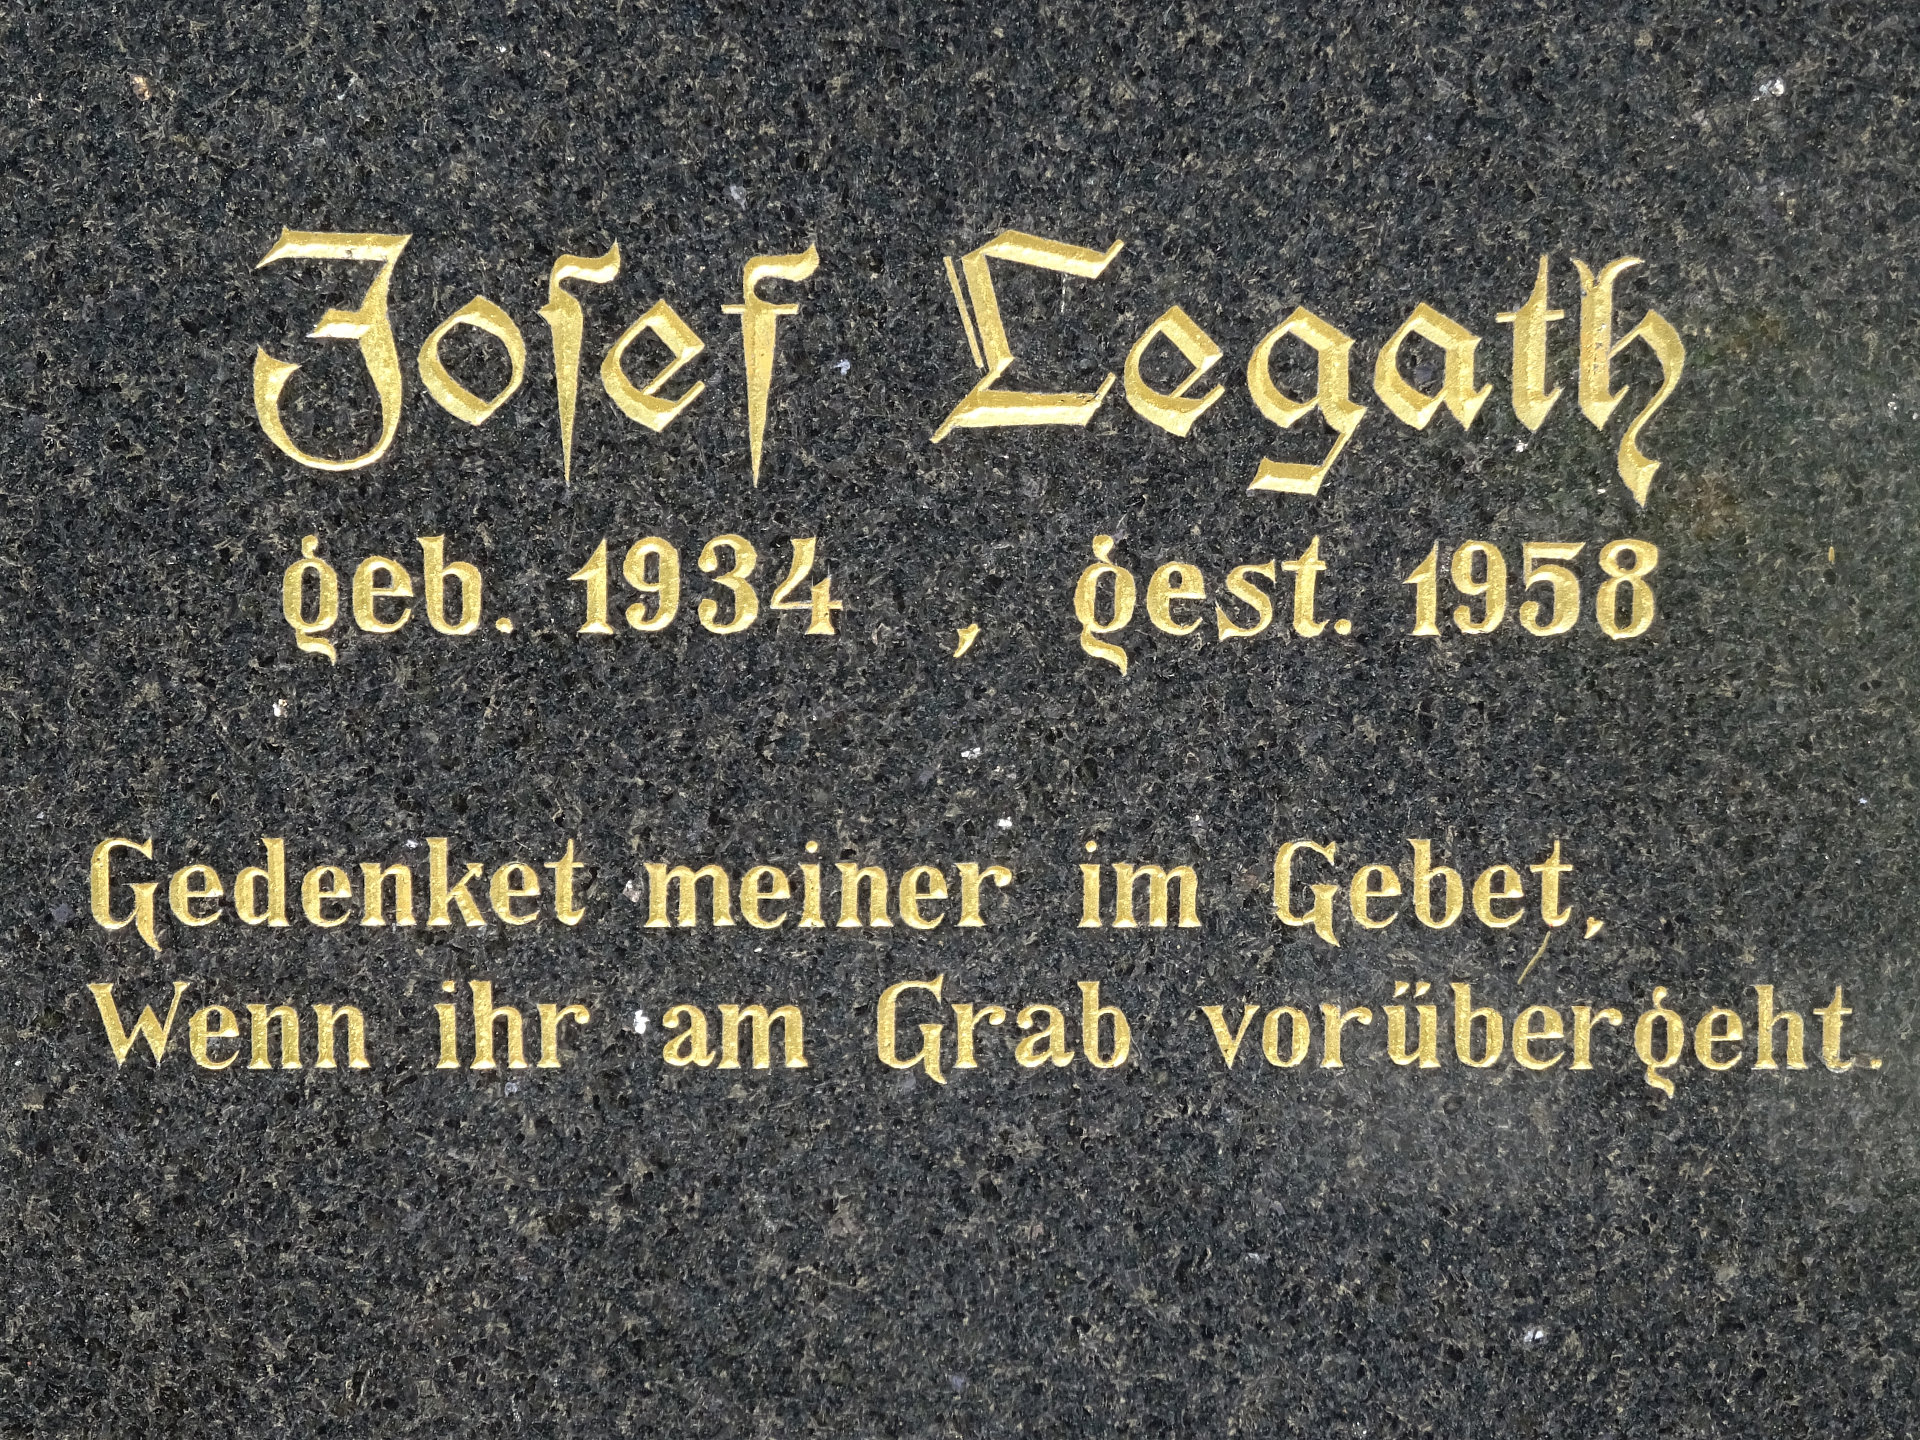 Joſef Legath
geb. 1934 , gest. 1958
Gedenket meiner im Gebet,
Wenn ihr am Grab vorübergeht.